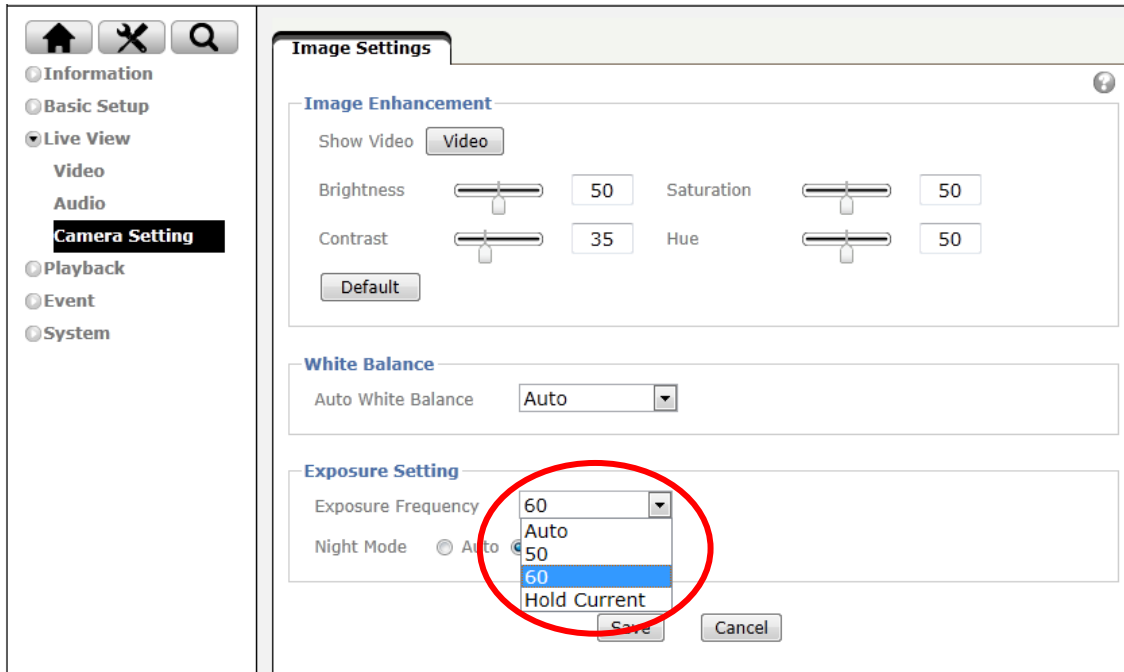 Information
Basic Setup
Live View
Video
Audio
Camera Setting
Playback
Event
System
Image Settings
?
Image Enhancement
Show Video Video
Brightness 50 Saturation 50
Contrast 35 Hue 50
Default
White Balance
Auto White Balance Auto
Exposure Setting
Exposure Frequency 60
Auto
Night Mode Auto 50
60
Hold Current
Save Cancel